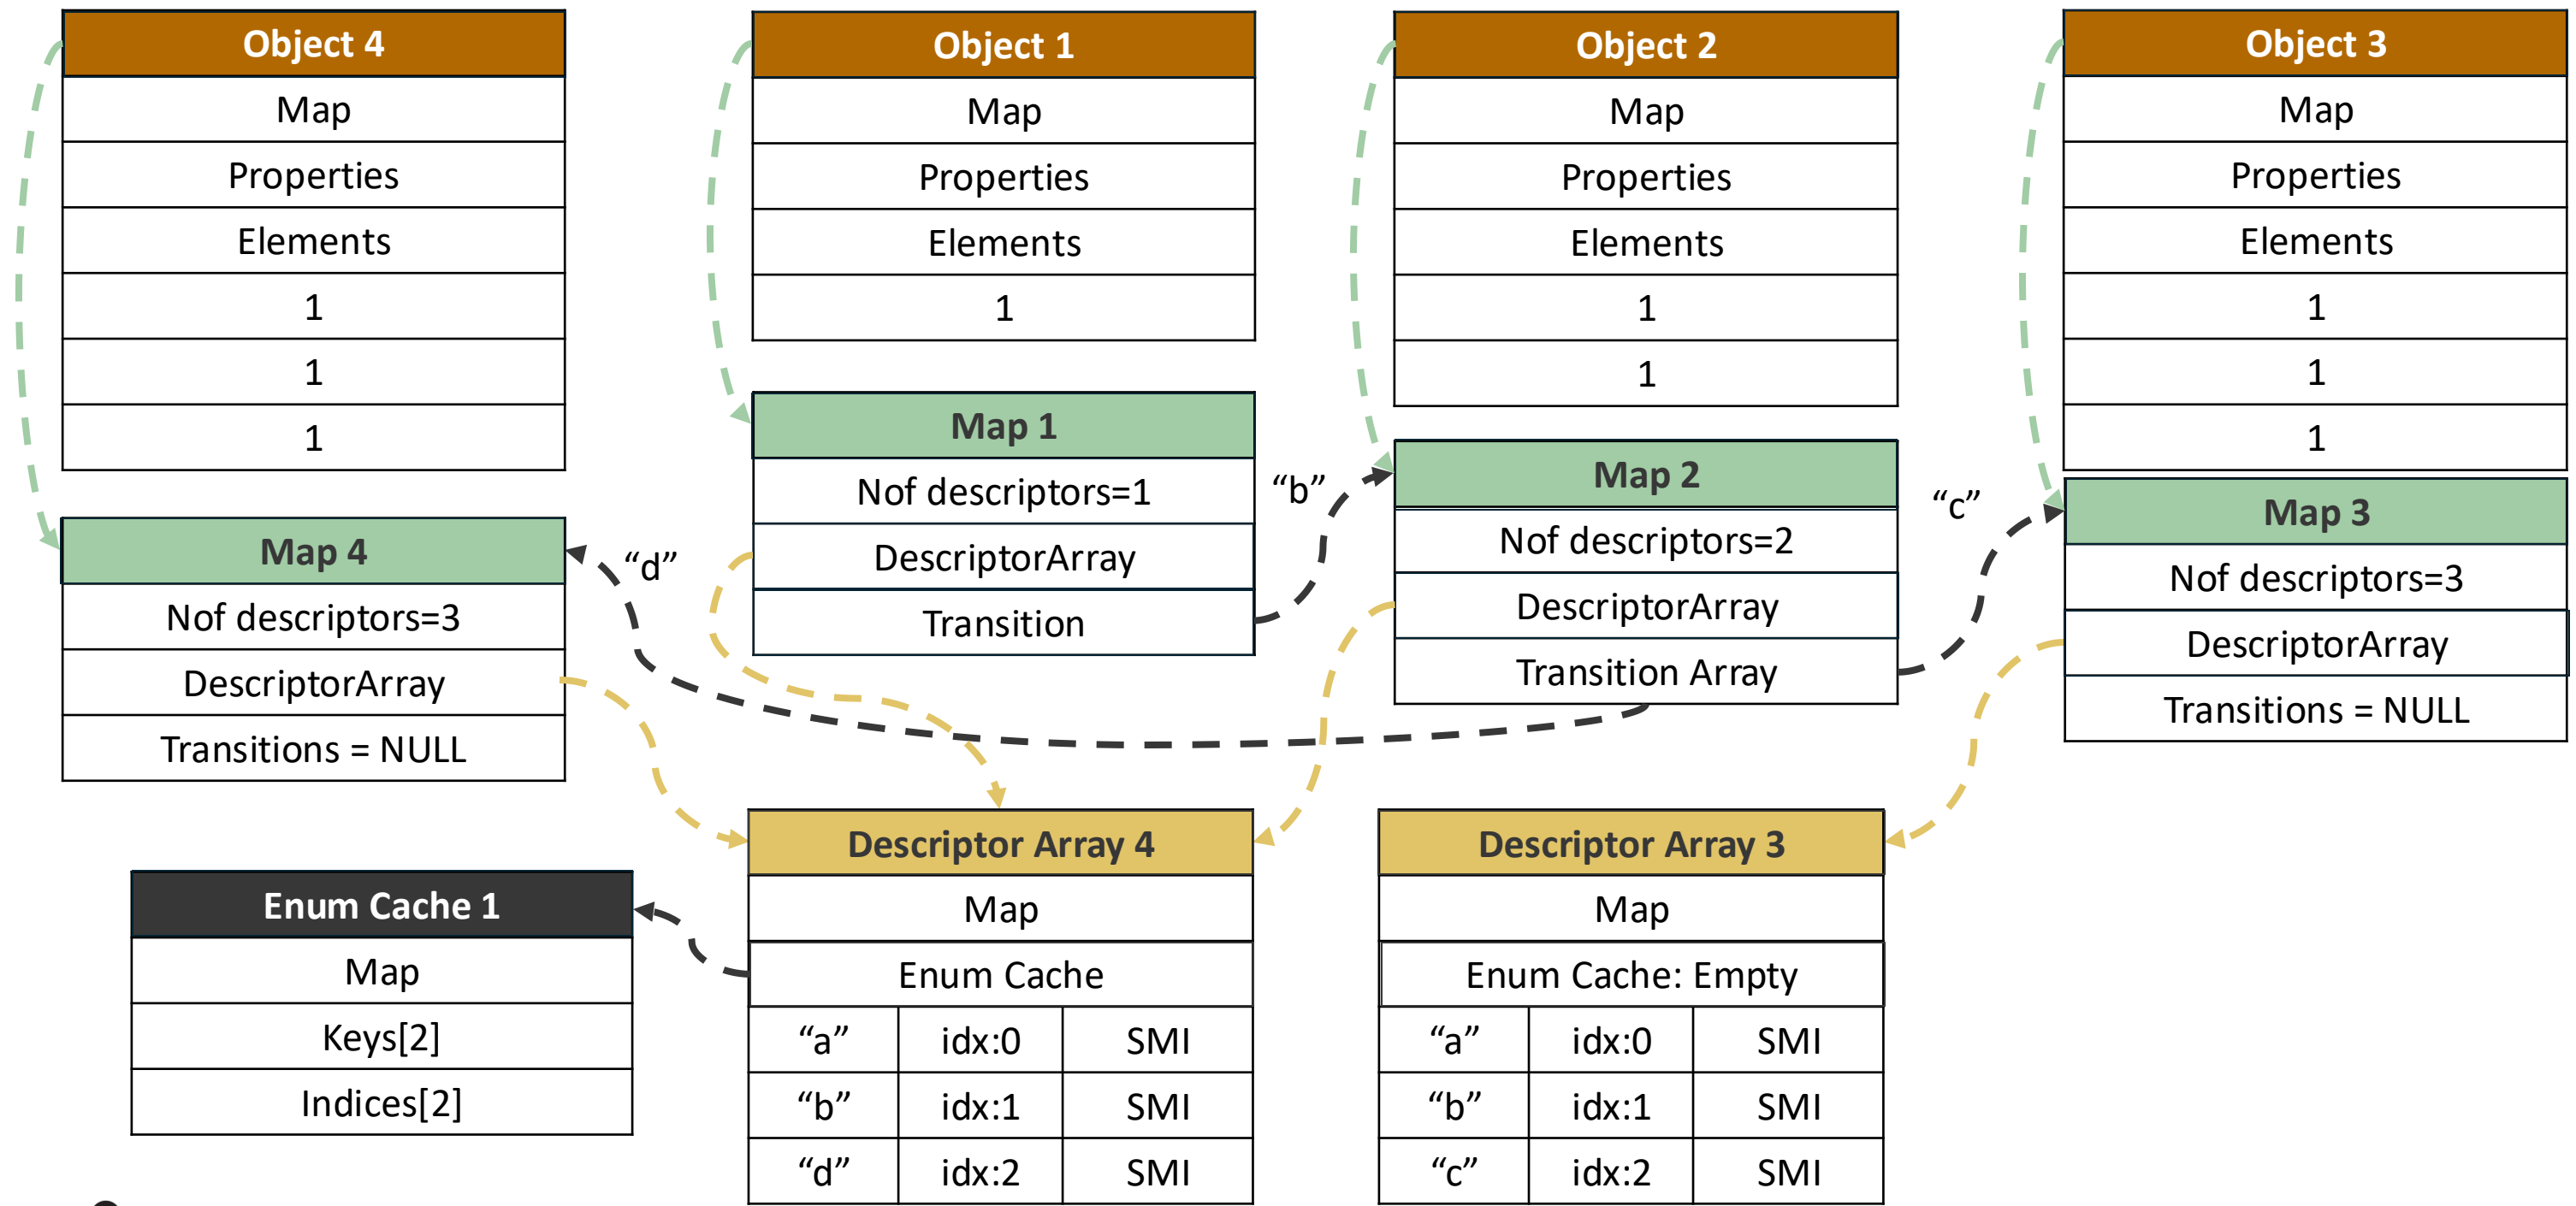 Object 4
Map
Properties
Elements
1
1
1
Object 1
Map
Properties
Elements
1
Object 2
Map
Properties
Elements
1
1
Object 3
Map
Properties
Elements
1
1
1
Map 4
Nof descriptors=3
DescriptorArray
Transitions = NULL
“d”
Map 1
Nof descriptors=1
DescriptorArray
Transition
“b”
Map 2
Nof descriptors=2
DescriptorArray
Transition Array
“c”
Map 3
Nof descriptors=3
DescriptorArray
Transitions = NULL
Enum Cache 1
Map
Keys[2]
Indices[2]
Descriptor Array 4
Map
Enum Cache
“a” idx:0 SMI
“b” idx:1 SMI
“d” idx:2 SMI
Descriptor Array 3
Map
Enum Cache: Empty
“a” idx:0 SMI
“b” idx:1 SMI
“c” idx:2 SMI